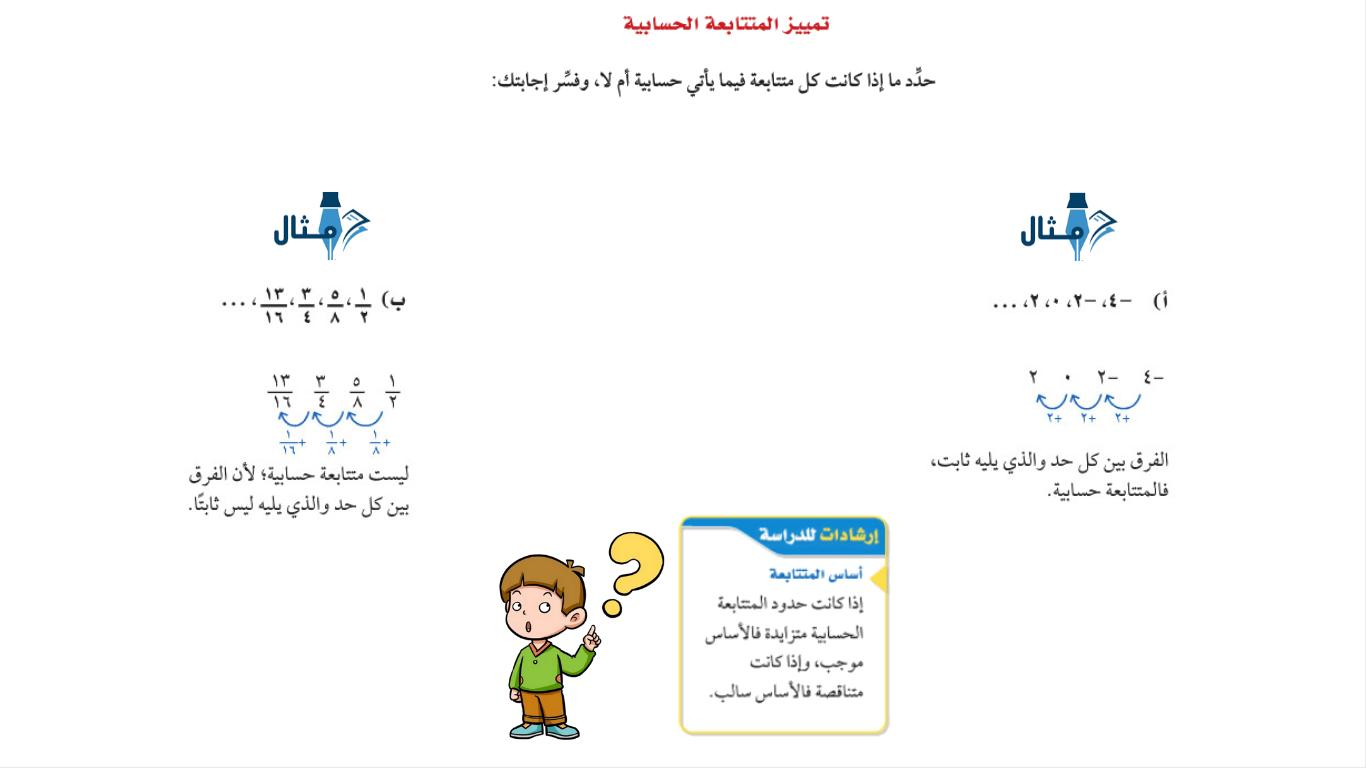 تمييز المتتابعة الحسابية
حدِّد ما إذا كانت كل متتابعة فيما يأتي حسابية أم لا، وفسِّر إجابتك:
مثال
أ) -٤، -٢، ٠، ٢، ...
-٤ -٢ ٠ ٢
+٢ +٢ +٢
الفرق بين كل حد والذي يليه ثابت،
فالمتتابعة حسابية.
مثال
ب) ١/٢، ٥/٨، ٣/٤، ١٣/١٦، ...
١/٢ ٥/٨ ٣/٤ ١٣/١٦
+١/٨ +١/٨ +١/١٦
ليست متتابعة حسابية؛ لأن الفرق
بين كل حد والذي يليه ليس ثابتًا.
إرشادات للدراسة
أساس المتتابعة
إذا كانت حدود المتتابعة
الحسابية متزايدة فالأساس
موجب، وإذا كانت
متناقصة فالأساس سالب.